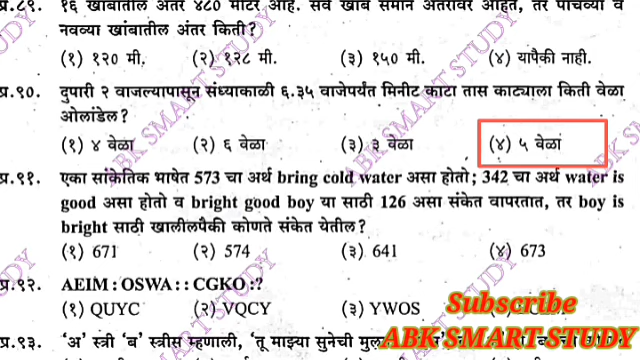 प्र.८९. १६ खांबातील अंतर ४८० मीटर आहे. सर्व खांब समान अंतरावर आहेत, तर पाचव्या व
नवव्या खांबातील अंतर किती?
(१) १२० मी. (२) १२८ मी. (३) १५० मी. (४) यापैकी नाही.
प्र.९०. दुपारी २ वाजल्यापासून संध्याकाळी ६.३५ वाजेपर्यंत मिनीट काटा तास काट्याला किती वेळा
ओलांडेल?
(१) ४ वेळा (२) ६ वेळा (३) ३ वेळा (४) ५ वेळा
प्र.९१. एका सांकेतिक भाषेत 573 चा अर्थ bring cold water असा होतो; 342 चा अर्थ water is
good असा होतो व bright good boy या साठी 126 असा संकेत वापरतात, तर boy is
bright साठी खालीलपैकी कोणते संकेत येतील?
(१) 671 (२) 574 (३) 641 (४) 673
प्र.९२. AEIM : OSWA : : CGKO : ?
(१) QUYC (२) VQCY (३) YWOS
Subscribe
प्र.९३. ‘अ’ स्त्री ‘ब’ स्त्रीस म्हणाली, ‘तू माझ्या सुनेची
ABK SMART STUDY
ABK SMART STUDY